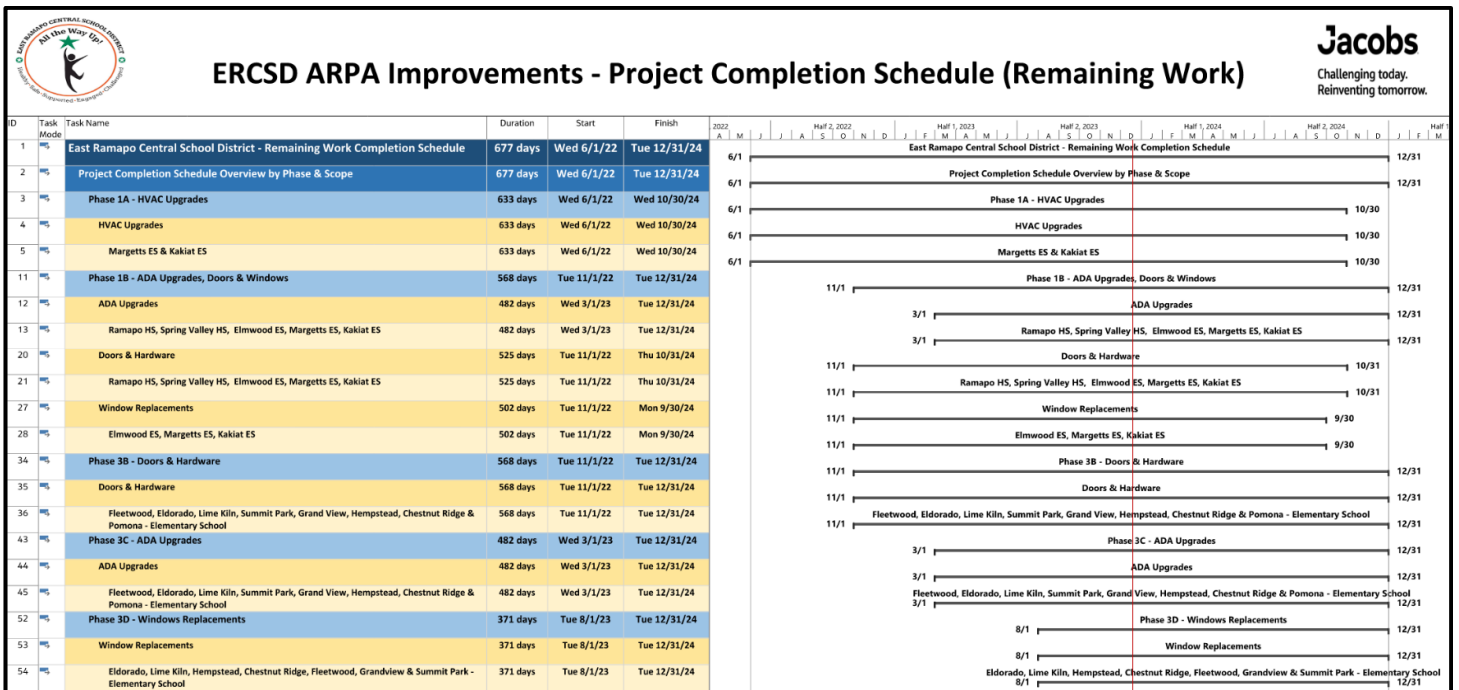 EAST RAMAPO CENTRAL SCHOOL DISTRICT
All the Way Up!
Healthy-Safe-Supported-Engaged-Challenged
ERCSD ARPA Improvements - Project Completion Schedule (Remaining Work)
Jacobs
Challenging today.
Reinventing tomorrow.
ID Task Mode Task Name Duration Start Finish
2022 Half 2, 2022 Half 1, 2023 Half 2, 2023 Half 1, 2024 Half 2, 2024 Half 1
A M J J A S O N D J F M A M J J A S O N D J F M A M J J A S O N D J F M
1 East Ramapo Central School District - Remaining Work Completion Schedule 677 days Wed 6/1/22 Tue 12/31/24 6/1 East Ramapo Central School District - Remaining Work Completion Schedule 12/31
2 Project Completion Schedule Overview by Phase & Scope 677 days Wed 6/1/22 Tue 12/31/24 6/1 Project Completion Schedule Overview by Phase & Scope 12/31
3 Phase 1A - HVAC Upgrades 633 days Wed 6/1/22 Wed 10/30/24 6/1 Phase 1A - HVAC Upgrades 10/30
4 HVAC Upgrades 633 days Wed 6/1/22 Wed 10/30/24 6/1 HVAC Upgrades 10/30
5 Margetts ES & Kakiat ES 633 days Wed 6/1/22 Wed 10/30/24 6/1 Margetts ES & Kakiat ES 10/30
11 Phase 1B - ADA Upgrades, Doors & Windows 568 days Tue 11/1/22 Tue 12/31/24 11/1 Phase 1B - ADA Upgrades, Doors & Windows 12/31
12 ADA Upgrades 482 days Wed 3/1/23 Tue 12/31/24 3/1 ADA Upgrades 12/31
13 Ramapo HS, Spring Valley HS, Elmwood ES, Margetts ES, Kakiat ES 482 days Wed 3/1/23 Tue 12/31/24 3/1 Ramapo HS, Spring Valley HS, Elmwood ES, Margetts ES, Kakiat ES 12/31
20 Doors & Hardware 525 days Tue 11/1/22 Thu 10/31/24 11/1 Doors & Hardware 10/31
21 Ramapo HS, Spring Valley HS, Elmwood ES, Margetts ES, Kakiat ES 525 days Tue 11/1/22 Thu 10/31/24 11/1 Ramapo HS, Spring Valley HS, Elmwood ES, Margetts ES, Kakiat ES 10/31
27 Window Replacements 502 days Tue 11/1/22 Mon 9/30/24 11/1 Window Replacements 9/30
28 Elmwood ES, Margetts ES, Kakiat ES 502 days Tue 11/1/22 Mon 9/30/24 11/1 Elmwood ES, Margetts ES, Kakiat ES 9/30
34 Phase 3B - Doors & Hardware 568 days Tue 11/1/22 Tue 12/31/24 11/1 Phase 3B - Doors & Hardware 12/31
35 Doors & Hardware 568 days Tue 11/1/22 Tue 12/31/24 11/1 Doors & Hardware 12/31
36 Fleetwood, Eldorado, Lime Kiln, Summit Park, Grand View, Hempstead, Chestnut Ridge & 568 days Tue 11/1/22 Tue 12/31/24 11/1 Fleetwood, Eldorado, Lime Kiln, Summit Park, Grand View, Hempstead, Chestnut Ridge & Pomona - Elementary School 12/31
Pomona - Elementary School
43 Phase 3C - ADA Upgrades 482 days Wed 3/1/23 Tue 12/31/24 3/1 Phase 3C - ADA Upgrades 12/31
44 ADA Upgrades 482 days Wed 3/1/23 Tue 12/31/24 3/1 ADA Upgrades 12/31
45 Fleetwood, Eldorado, Lime Kiln, Summit Park, Grand View, Hempstead, Chestnut Ridge & 482 days Wed 3/1/23 Tue 12/31/24 3/1 Fleetwood, Eldorado, Lime Kiln, Summit Park, Grand View, Hempstead, Chestnut Ridge & Pomona - Elementary School 12/31
Pomona - Elementary School
52 Phase 3D - Windows Replacements 371 days Tue 8/1/23 Tue 12/31/24 8/1 Phase 3D - Windows Replacements 12/31
53 Window Replacements 371 days Tue 8/1/23 Tue 12/31/24 8/1 Window Replacements 12/31
54 Eldorado, Lime Kiln, Hempstead, Chestnut Ridge, Fleetwood, Grandview & Summit Park - 371 days Tue 8/1/23 Tue 12/31/24 8/1 Eldorado, Lime Kiln, Hempstead, Chestnut Ridge, Fleetwood, Grandview & Summit Park - Elementary School 12/31
Elementary School